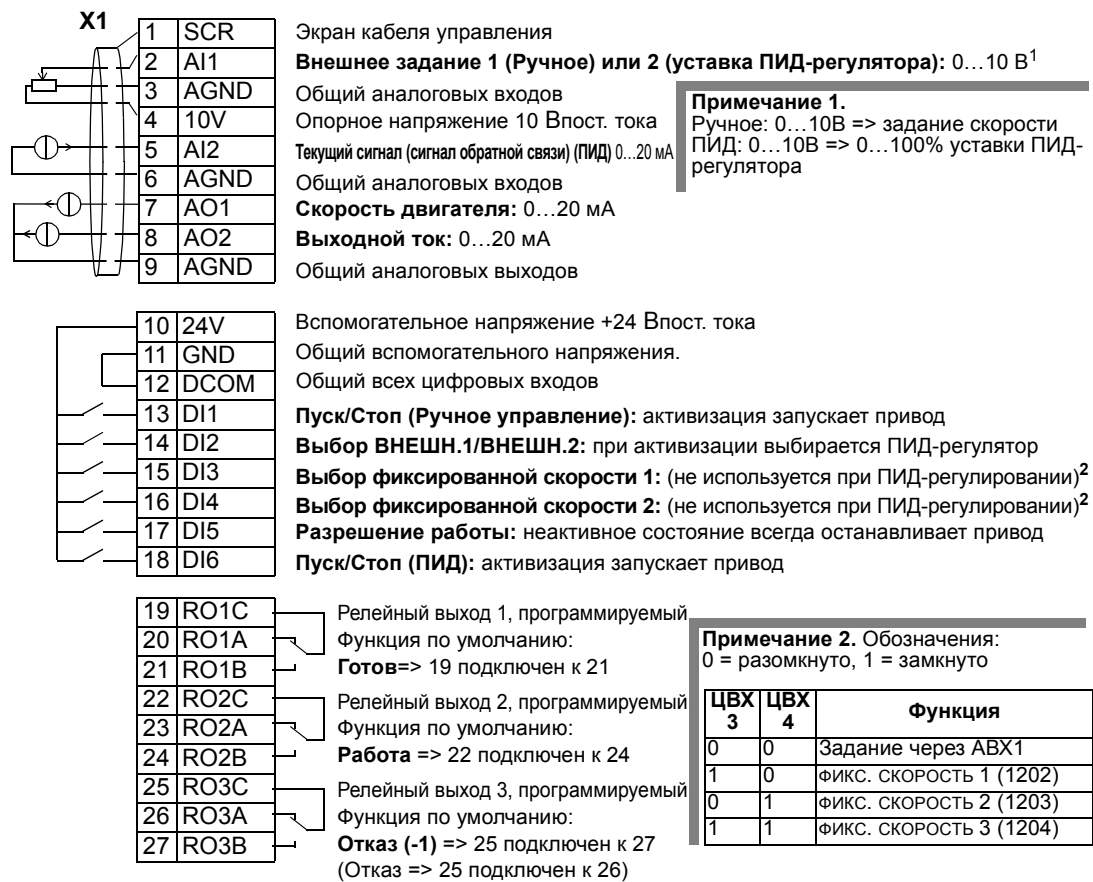 X1
1 SCR Экран кабеля управления
2 AI1 Внешнее задание 1 (Ручное) или 2 (уставка ПИД-регулятора): 0…10 В1
3 AGND Общий аналоговых входов
4 10V Опорное напряжение 10 Впост. тока
5 AI2 Текущий сигнал (сигнал обратной связи) (ПИД) 0…20 мА
6 AGND Общий аналоговых входов
7 AO1 Скорость двигателя: 0…20 мА
8 AO2 Выходной ток: 0…20 мА
9 AGND Общий аналоговых выходов
Примечание 1.
Ручное: 0…10В => задание скорости
ПИД: 0…10В => 0…100% уставки ПИД-
регулятора
10 24V Вспомогательное напряжение +24 Впост. тока
11 GND Общий вспомогательного напряжения.
12 DCOM Общий всех цифровых входов
13 DI1 Пуск/Стоп (Ручное управление): активизация запускает привод
14 DI2 Выбор ВНЕШН.1/ВНЕШН.2: при активизации выбирается ПИД-регулятор
15 DI3 Выбор фиксированной скорости 1: (не используется при ПИД-регулировании)2
16 DI4 Выбор фиксированной скорости 2: (не используется при ПИД-регулировании)2
17 DI5 Разрешение работы: неактивное состояние всегда останавливает привод
18 DI6 Пуск/Стоп (ПИД): активизация запускает привод
19 RO1C Релейный выход 1, программируемый
20 RO1A Функция по умолчанию:
21 RO1B Готов=> 19 подключен к 21
22 RO2C Релейный выход 2, программируемый
23 RO2A Функция по умолчанию:
24 RO2B Работа => 22 подключен к 24
25 RO3C Релейный выход 3, программируемый
26 RO3A Функция по умолчанию:
27 RO3B Отказ (-1) => 25 подключен к 27
(Отказ => 25 подключен к 26)
Примечание 2. Обозначения:
0 = разомкнуто, 1 = замкнуто
ЦВХ 3 ЦВХ 4 Функция
0 0 Задание через АВХ1
1 0 ФИКС. СКОРОСТЬ 1 (1202)
0 1 ФИКС. СКОРОСТЬ 2 (1203)
1 1 ФИКС. СКОРОСТЬ 3 (1204)